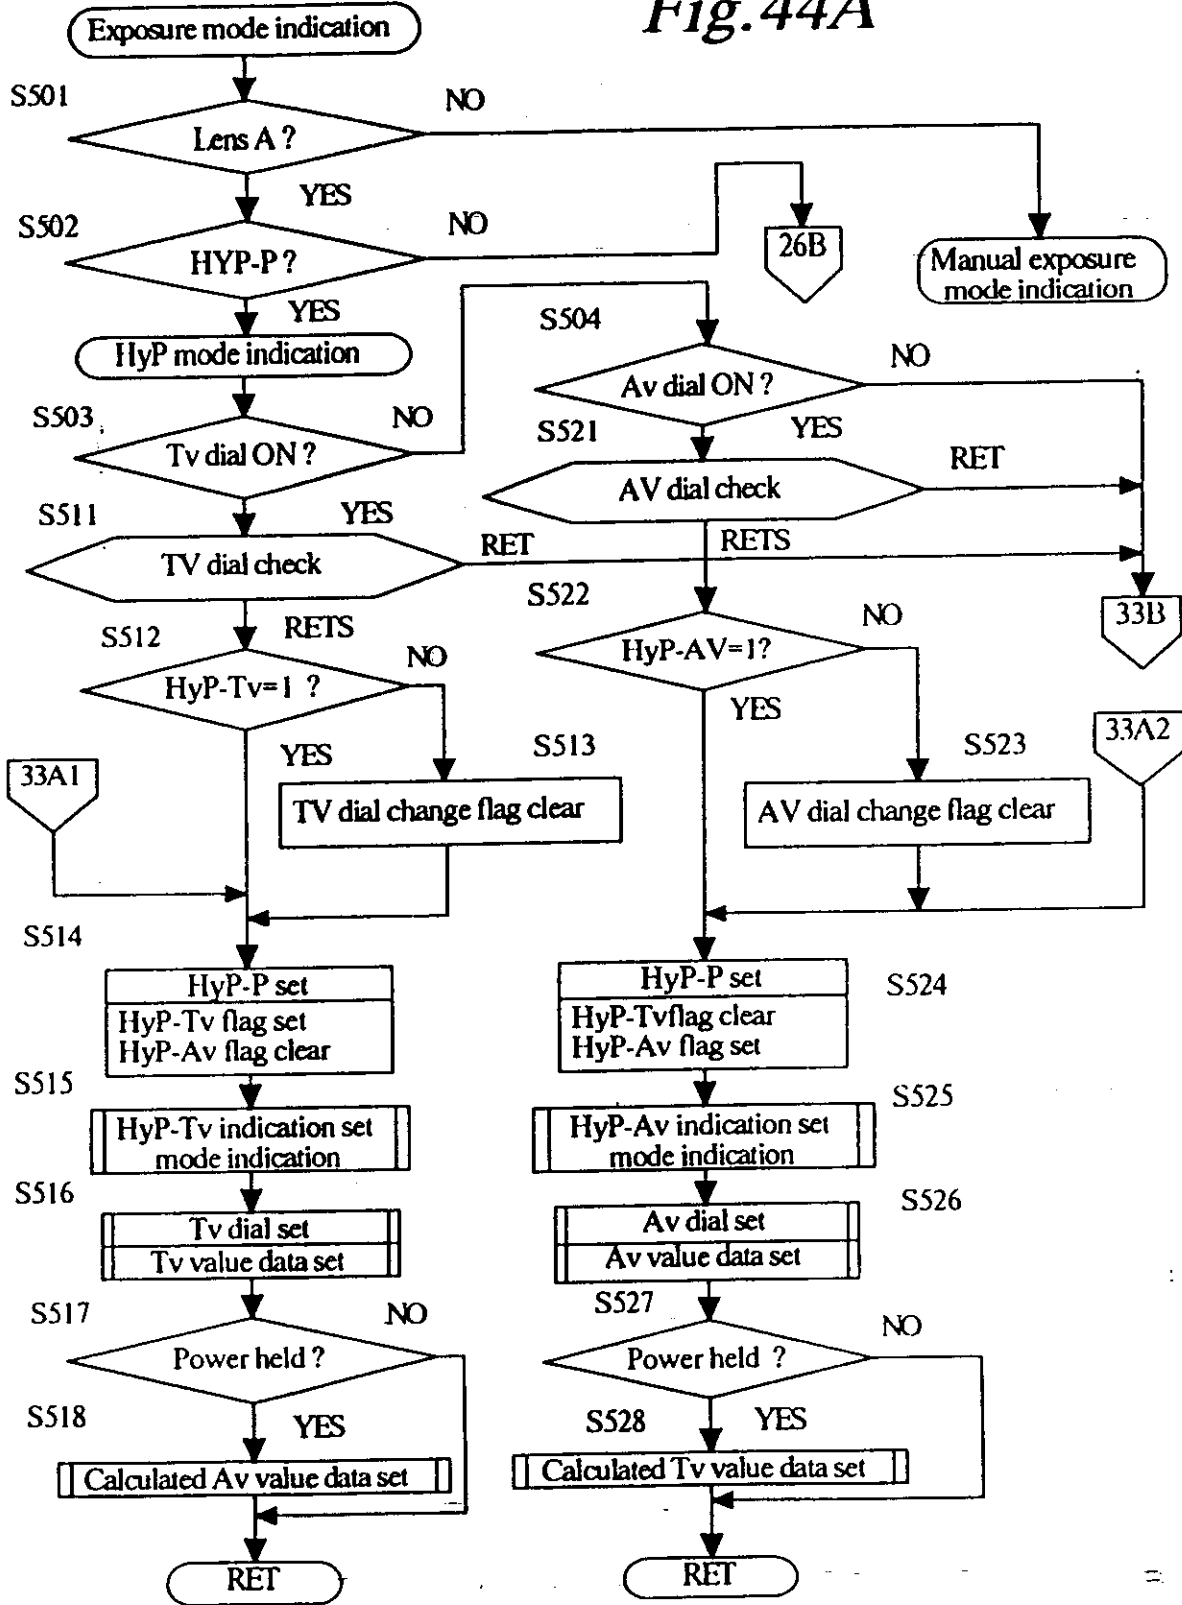 Fig.44A
Exposure mode indication
S501
NO
Lens A ?
YES
S502
NO
HYP-P ?
26B
Manual exposure
mode indication
YES
HyP mode indication
S504
NO
Av dial ON ?
S503
NO
Tv dial ON ?
S521
YES
RET
AV dial check
S511
YES
RET
RETS
TV dial check
S522
33B
S512
RETS
NO
NO
HyP-AV=1?
HyP-Tv=1 ?
YES
33A2
S513
S523
YES
33A1
TV dial change flag clear
AV dial change flag clear
S514
HyP-P set
HyP-Tv flag set
HyP-Av flag clear
HyP-P set
S524
HyP-Tvflag clear
HyP-Av flag set
S515
S525
HyP-Tv indication set
mode indication
HyP-Av indication set
mode indication
S516
S526
Tv dial set
Tv value data set
Av dial set
Av value data set
S517
NO
S527
NO
Power held ?
Power held ?
S518
YES
S528
YES
Calculated Av value data set
Calculated Tv value data set
RET
RET